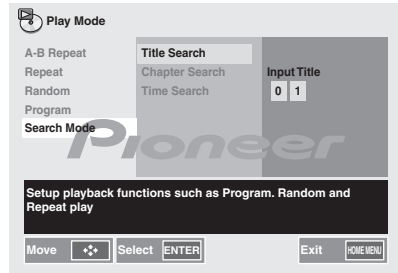 Play Mode
A-B Repeat
Repeat
Random
Program
Search Mode
Title Search
Chapter Search
Time Search
Input Title
0 1
Pioneer
Setup playback functions such as Program. Random and
Repeat play
Move Select ENTER Exit HOME MENU